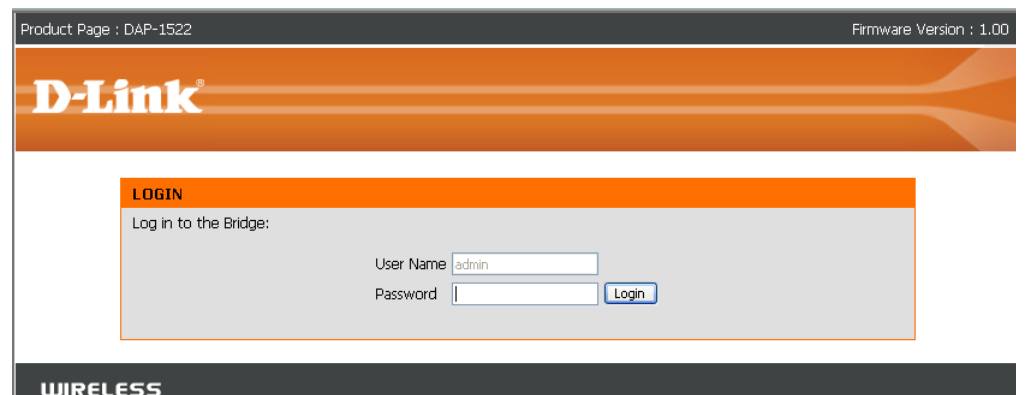 Product Page : DAP-1522 Firmware Version : 1.00
D-Link®
LOGIN
Log in to the Bridge:
User Name admin
Password Login
WIRELESS